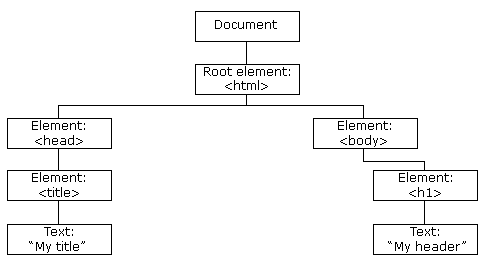 Document
Root element:
<html>
Element:
<head>
Element:
<body>
Element:
<title>
Element:
<h1>
Text:
“My title”
Text:
“My header”